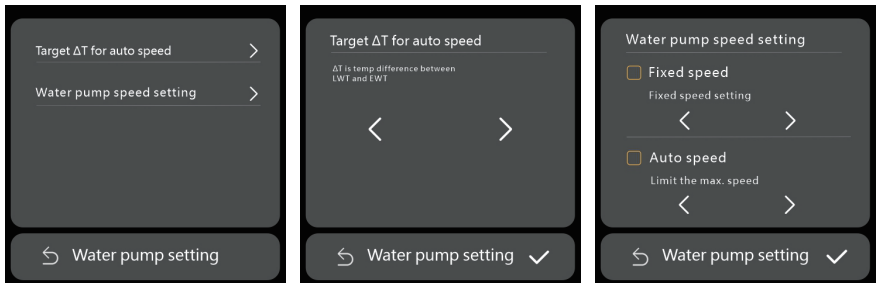 Target ΔT for auto speed
Water pump speed setting
Water pump setting
Target ΔT for auto speed
ΔT is temp difference between
LWT and EWT
Water pump setting
Water pump speed setting
Fixed speed
Fixed speed setting
Auto speed
Limit the max. speed
Water pump setting